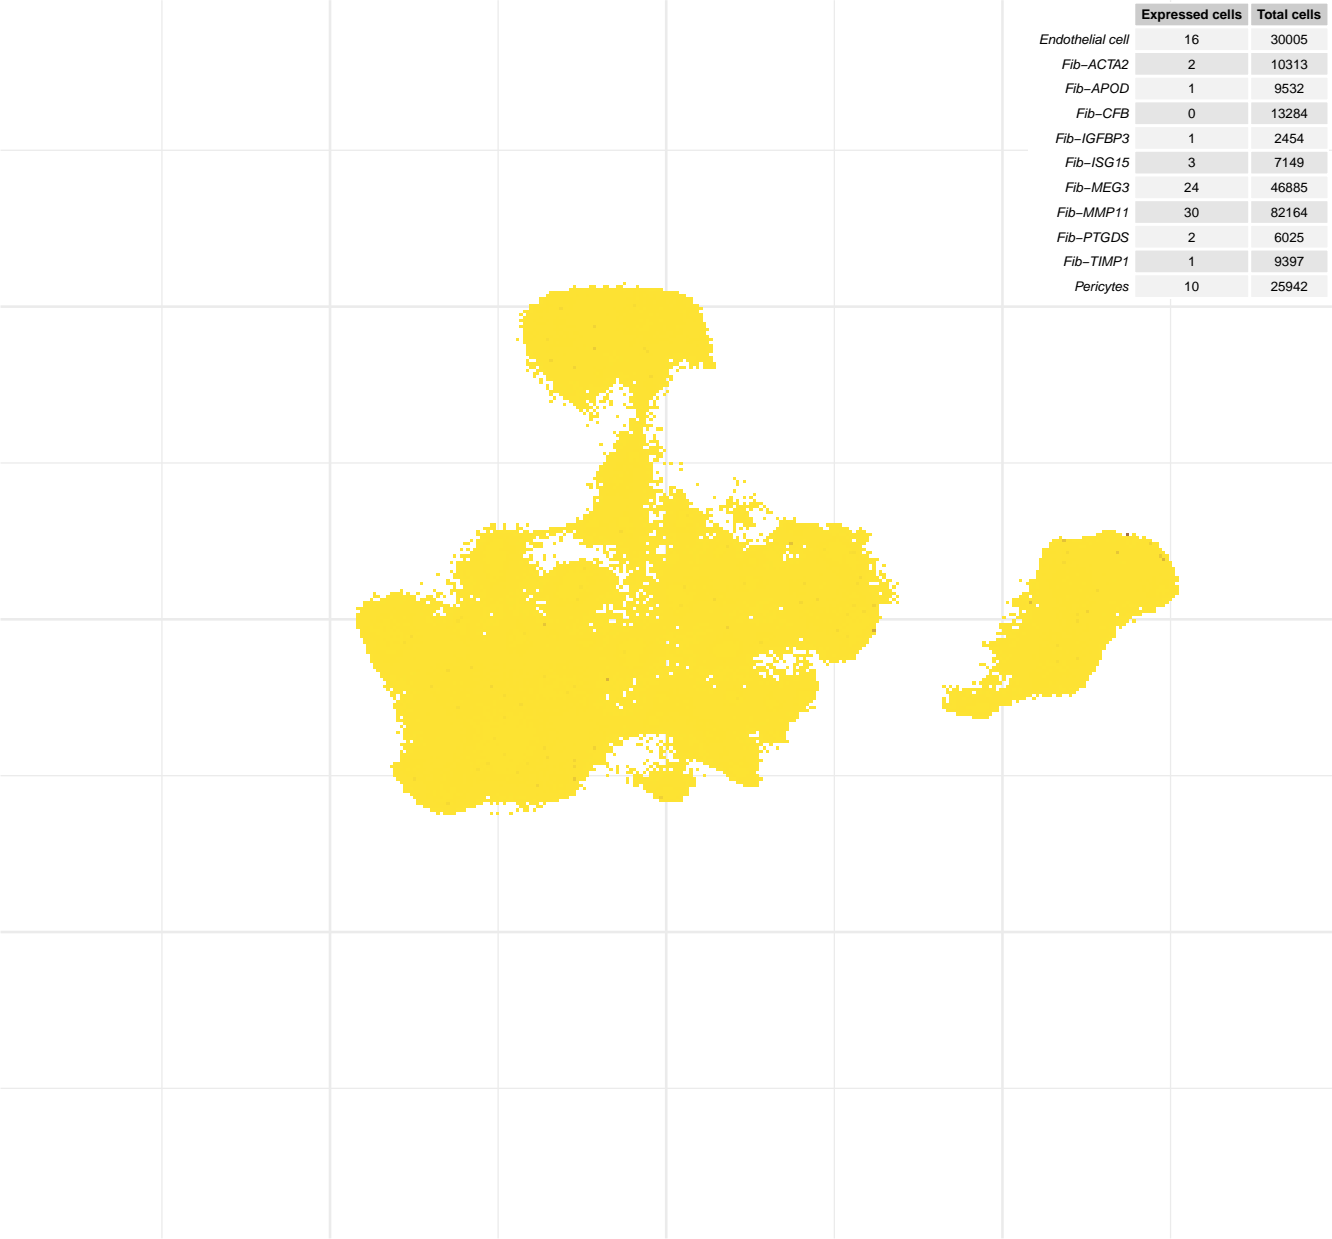 Expressed cells Total cells
Endothelial cell 16 30005
Fib−ACTA2 2 10313
Fib−APOD 1 9532
Fib−CFB 0 13284
Fib−IGFBP3 1 2454
Fib−ISG15 3 7149
Fib−MEG3 24 46885
Fib−MMP11 30 82164
Fib−PTGDS 2 6025
Fib−TIMP1 1 9397
Pericytes 10 25942